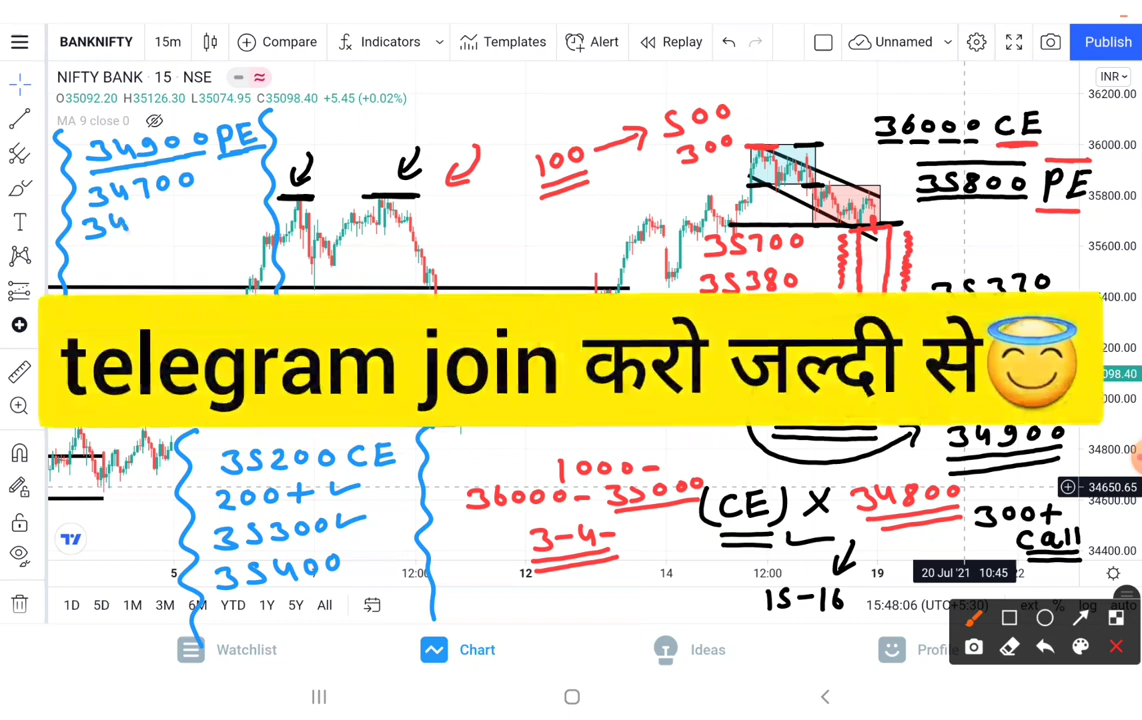 BANKNIFTY 15m Compare Indicators Templates Alert Replay Unnamed Publish
NIFTY BANK · 15 · NSE
INR
O35092.20 H35126.30 L35074.95 C35098.40 +5.45 (+0.02%)
MA 9 close 0
36200.00
34900 PE
34700
34
100
500
300
36000 CE
35800 PE
36000.00
35800.00
35600.00
35700
35380
35370
telegram join करो जल्दी से
35200 CE
200+
35300
35400
1000-
36000-35000
3-4-
(CE) X
15-16
34900
34800
300+
call
34800.00
34650.65
34400.00
5 12:00 12 14 12:00 19 20 Jul '21 10:45
1D 5D 1M 3M 6M YTD 1Y 5Y All
15:48:06 (UTC+5:30) ext % log auto
Watchlist Chart Ideas